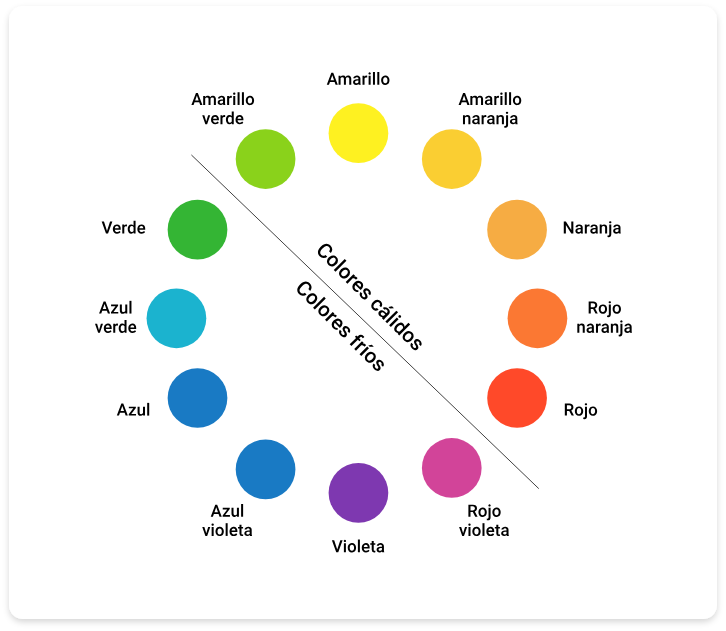 Amarillo
Amarillo
verde
Amarillo
naranja
Verde
Naranja
Colores cálidos
Colores fríos
Azul
verde
Rojo
naranja
Azul
Rojo
Azul
violeta
Rojo
violeta
Violeta